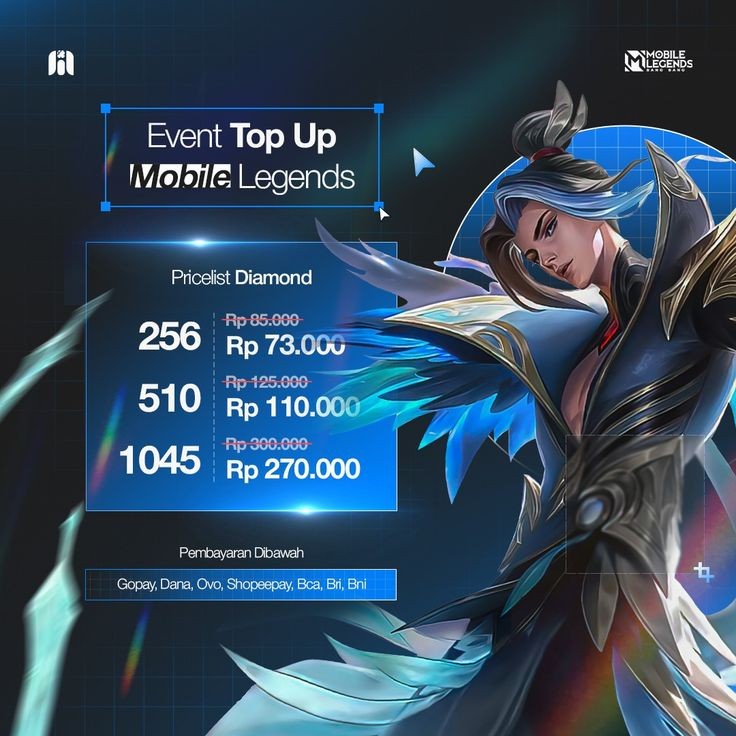 MOBILE
LEGENDS
BANG BANG
Event Top Up
Mobile Legends
Pricelist Diamond
256
Rp 85.000
Rp 73.000
510
Rp 125.000
Rp 110.000
1045
Rp 300.000
Rp 270.000
Pembayaran Dibawah
Gopay, Dana, Ovo, Shopeepay, Bca, Bri, Bni